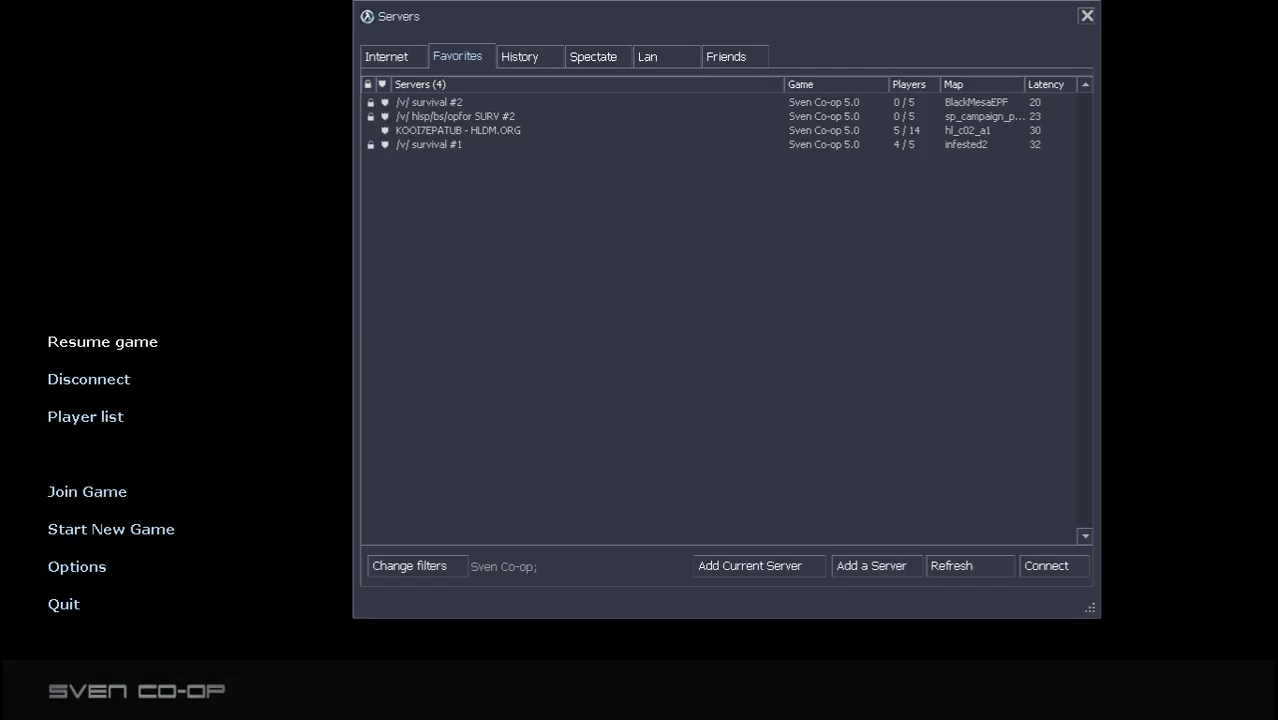 Servers
Internet Favorites History Spectate Lan Friends
Servers (4) Game Players Map Latency
/v/ survival #2 Sven Co-op 5.0 0 / 5 BlackMesaEPF 20
/v/ hlsp/bs/opfor SURV #2 Sven Co-op 5.0 0 / 5 sp_campaign_p... 23
KOOI7EPATUB - HLDM.ORG Sven Co-op 5.0 5 / 14 hl_c02_a1 30
/v/ survival #1 Sven Co-op 5.0 4 / 5 infested2 32
Resume game
Disconnect
Player list
Join Game
Start New Game
Options
Quit
Change filters Sven Co-op; Add Current Server Add a Server Refresh Connect
SVEN CO-OP